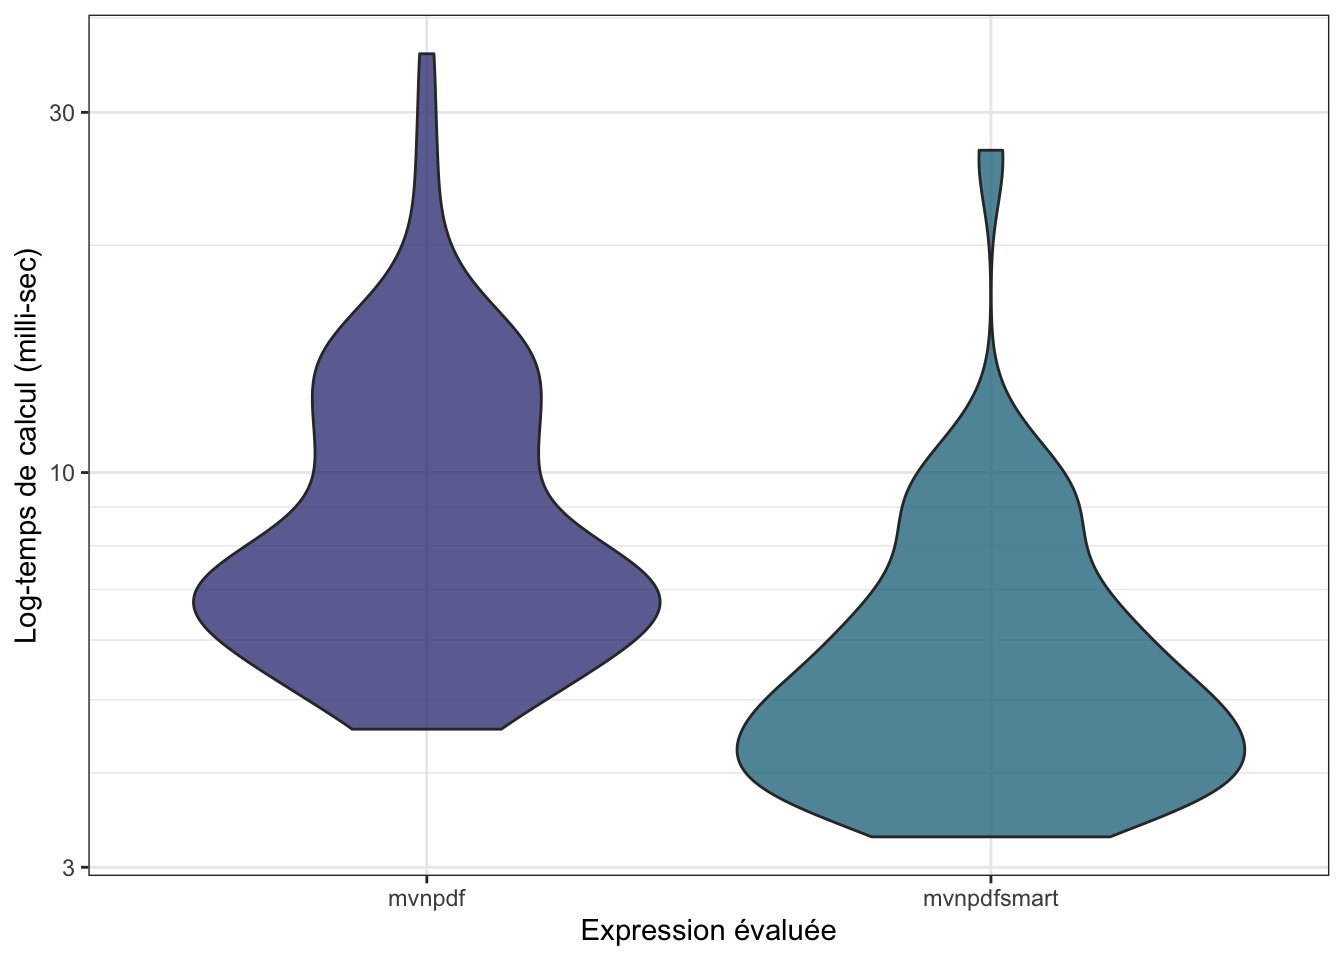 Log-temps de calcul (milli-sec)
30
10
3
mvnpdf
mvnpdfsmart
Expression évaluée